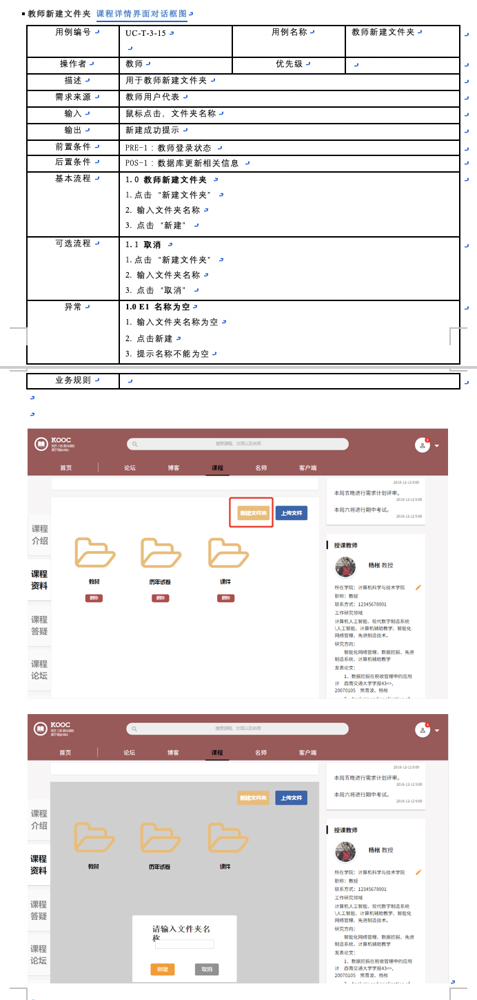 教师新建文件夹 课程详情界面对话框图
用例编号 UC-T-3-15 用例名称 教师新建文件夹
操作者 教师 优先级
描述 用于教师新建文件夹
需求来源 教师用户代表
输入 鼠标点击，文件夹名称
输出 新建成功提示
前置条件 PRE-1：教师登录状态
后置条件 POS-1：数据库更新相关信息
基本流程 1.0 教师新建文件夹
1.点击 “新建文件夹”
2. 输入文件夹名称
3. 点击 “新建”
可选流程 1.1 取消
1.点击 “新建文件夹”
2. 输入文件夹名称
3. 点击 “取消”
异常 1.0 E1 名称为空
1. 输入文件夹名称为空
2. 点击新建
3. 提示名称不能为空
业务规则
KOOC
搜索课程、文章以及名师
2
首页 论坛 博客 课程 名师 客户端
2018-12-12 9:00
本周五晚进行需求计划评审。
2018-12-12 9:00
本周六将进行期中考试。
2018-12-12 9:00
新建文件夹 上传文件
课程
介绍
课程
资料
课程
答疑
课程
论坛
教材 历年试卷 课件
删除 删除 删除
授课教师
杨枨 教授
所在学院：计算机科学与技术学院
职称：教授
联系方式：12345678901
工作研究领域
计算机人工智能、现代数字制造系统
\人工智能、计算机辅助教学、智能化
网络管理、先进制造技术。
研究方向：
智能化网络管理、数据挖掘、先进
制造系统、计算机辅助教学
发表论文：
1．数据挖掘在税收管理中的应用
计 西南交通大学学报43<>,
20070105 熊育波、杨枨
KOOC
搜索课程、文章以及名师
2
首页 论坛 博客 课程 名师 客户端
2018-12-12 9:00
本周五晚进行需求计划评审。
2018-12-12 9:00
本周六将进行期中考试。
2018-12-12 9:00
新建文件夹 上传文件
课程
介绍
课程
资料
课程
答疑
课程
论坛
教材 历年试卷 课件
请输入文件夹名
称
新建 取消
授课教师
杨枨 教授
所在学院：计算机科学与技术学院
职称：教授
联系方式：12345678901
工作研究领域
计算机人工智能、现代数字制造系统
\人工智能、计算机辅助教学、智能化
网络管理、先进制造技术。
研究方向：
智能化网络管理、数据挖掘、先进
制造系统、计算机辅助教学
发表论文：
1．数据挖掘在税收管理中的应用
计 西南交通大学学报43<>,
20070105 熊育波、杨枨